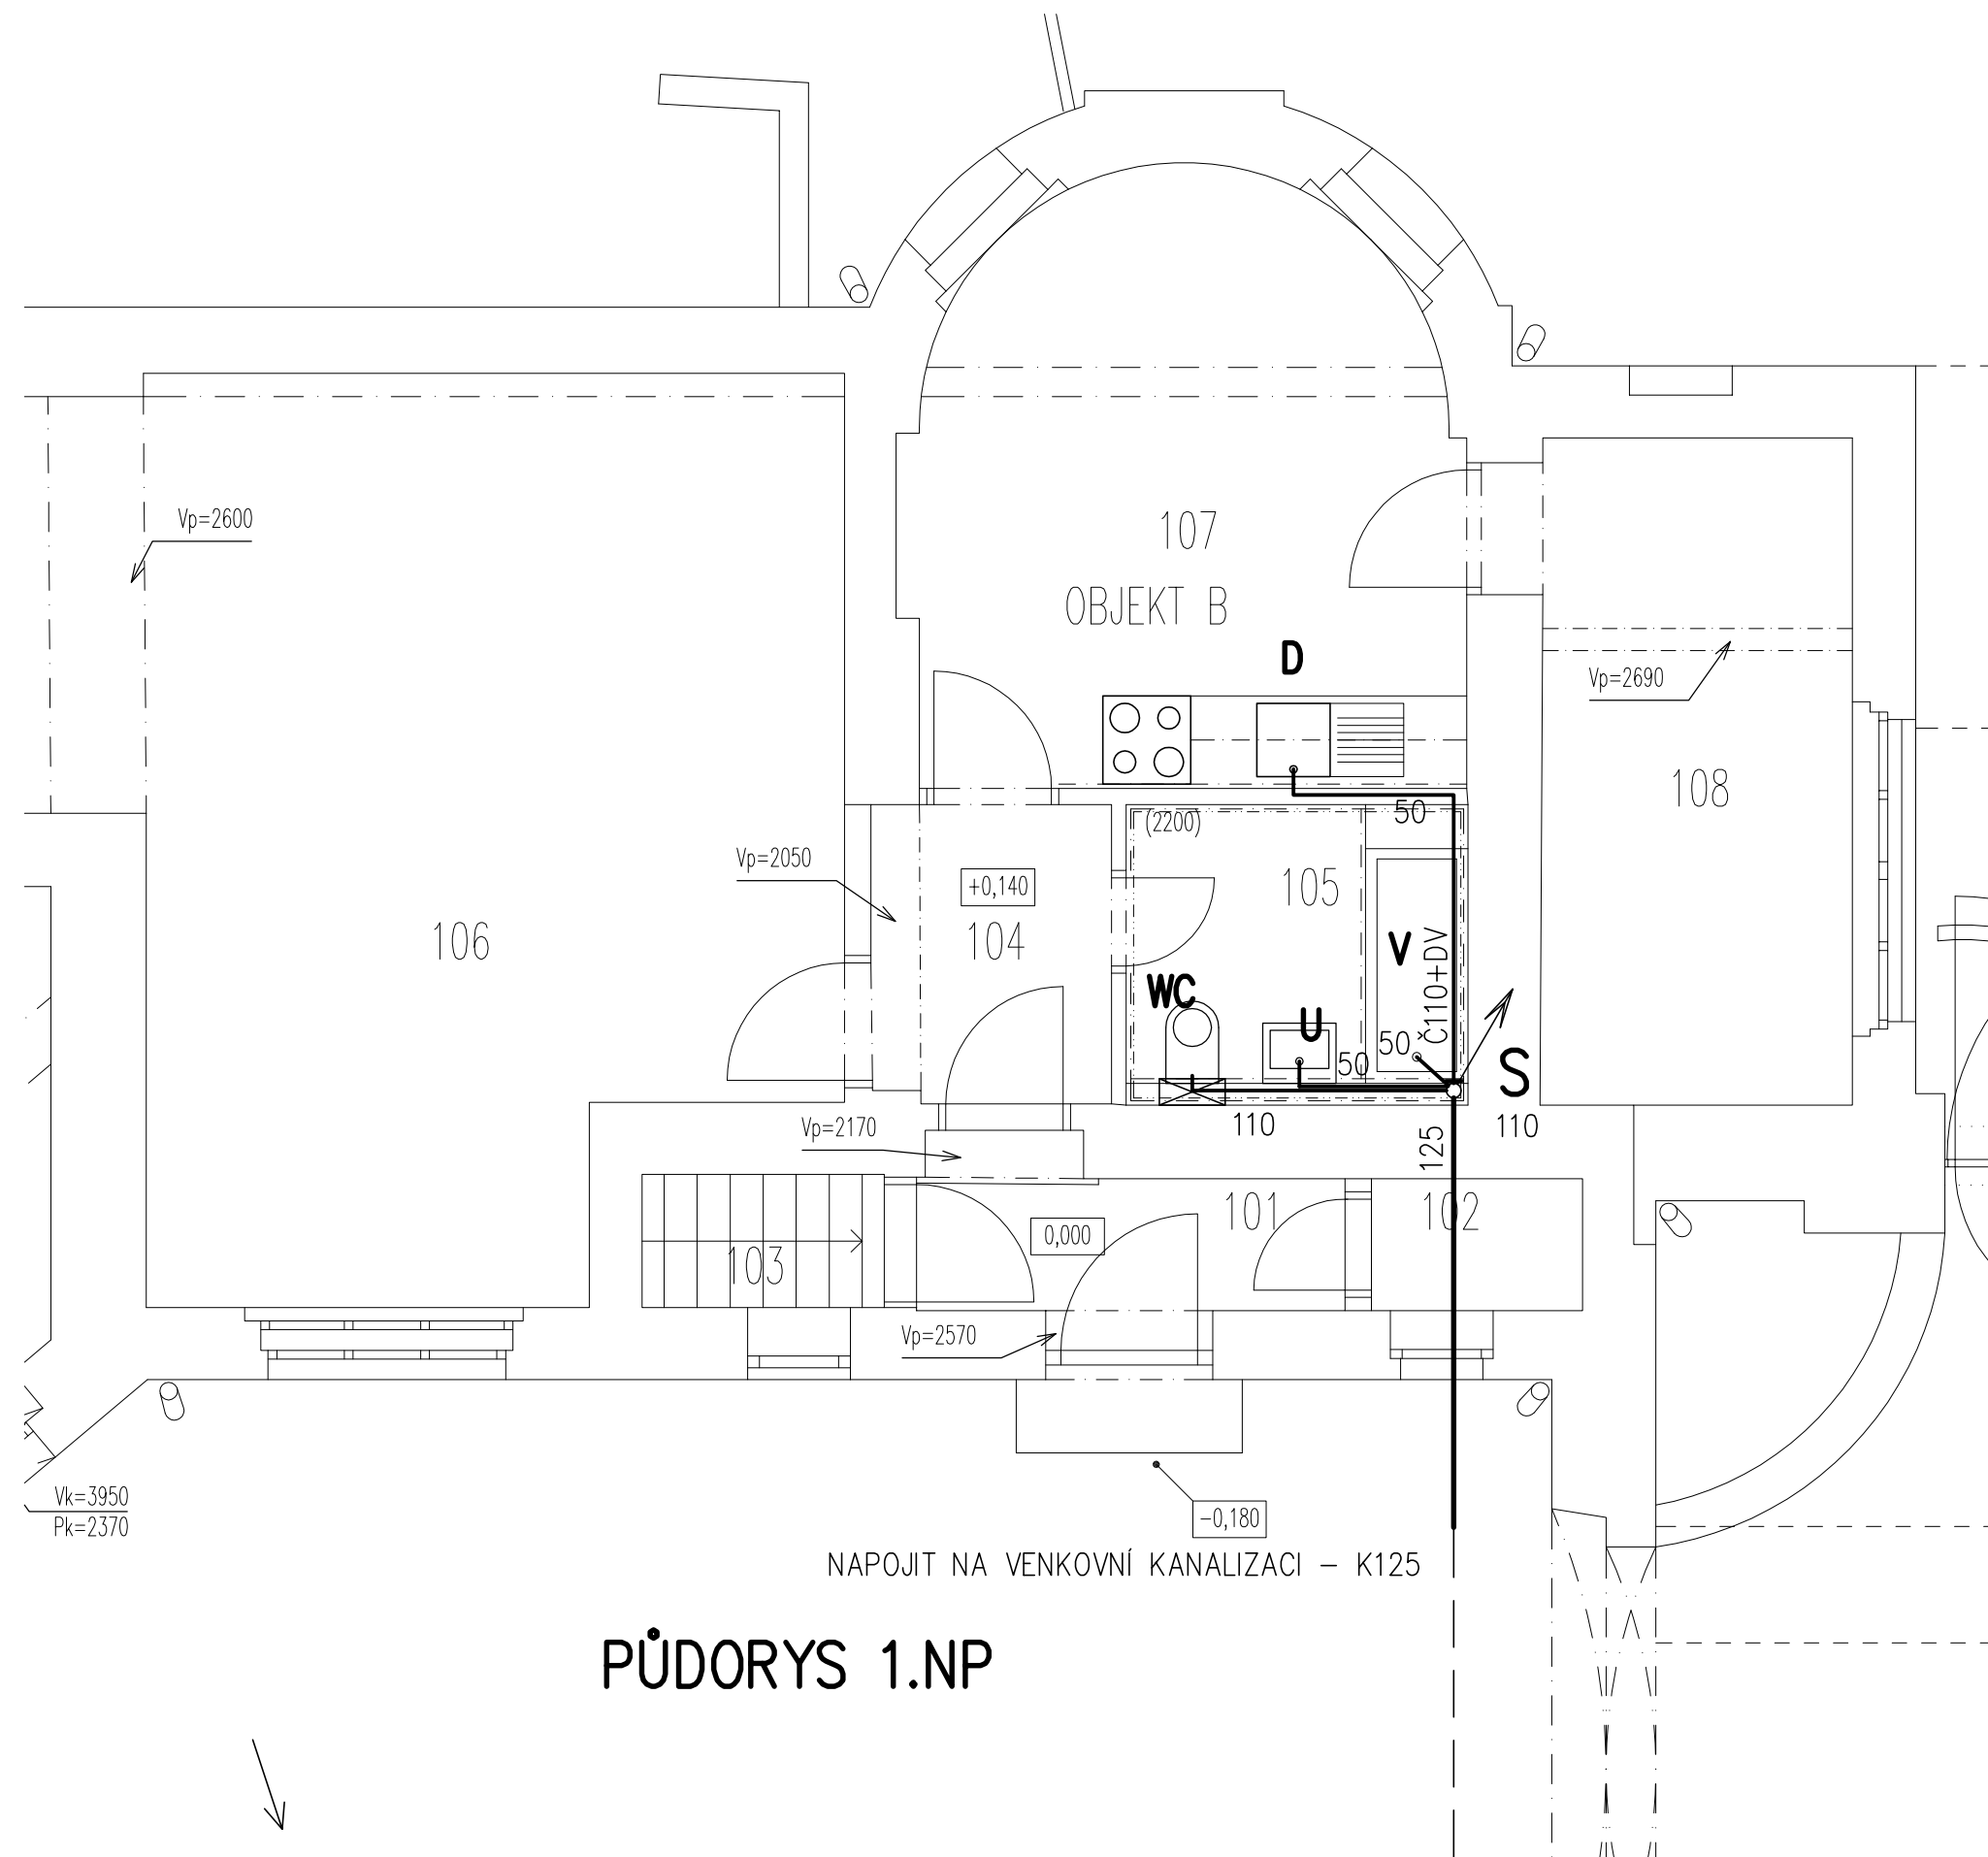 Vp=2600
107
OBJEKT B
D
Vp=2690
108
50
(2200)
Vp=2050
+0,140
105
106
104
V
Č110+DV
WC
U
50
50
S
110
110
125
Vp=2170
101
102
0,000
103
Vp=2570
Vk=3950
Pk=2370
-0,180
NAPOJIT NA VENKOVNÍ KANALIZACI – K125
PŮDORYS 1.NP